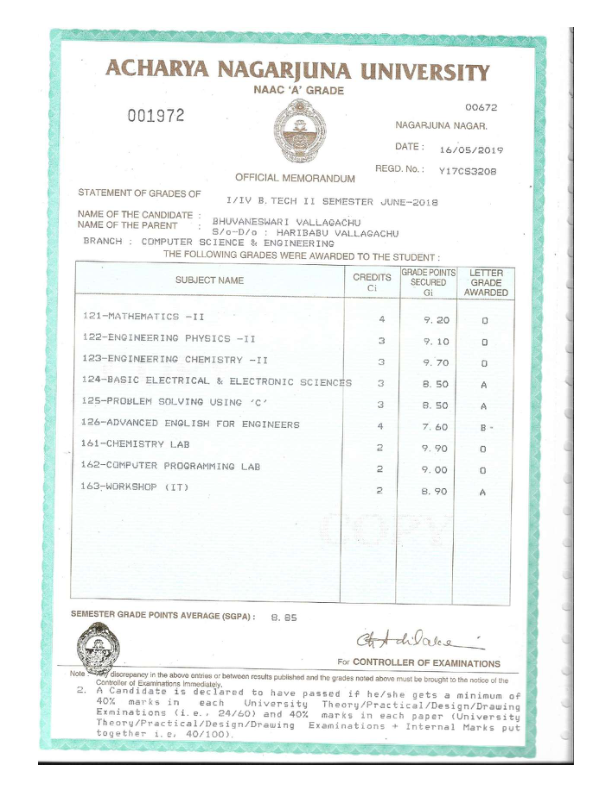 ACHARYA NAGARJUNA UNIVERSITY
NAAC 'A' GRADE
001972
00672
NAGARJUNA NAGAR.
DATE : 16/05/2019
OFFICIAL MEMORANDUM
REGD. No. : Y17CS3208
STATEMENT OF GRADES OF I/IV B.TECH II SEMESTER JUNE-2018
NAME OF THE CANDIDATE : BHUVANESWARI VALLAGACHU
NAME OF THE PARENT : S/o-D/o : HARIBABU VALLAGACHU
BRANCH : COMPUTER SCIENCE & ENGINEERING
THE FOLLOWING GRADES WERE AWARDED TO THE STUDENT :
SUBJECT NAME CREDITS Ci GRADE POINTS SECURED Gi LETTER GRADE AWARDED
121-MATHEMATICS -II 4 9.20 O
122-ENGINEERING PHYSICS -II 3 9.10 O
123-ENGINEERING CHEMISTRY -II 3 9.70 O
124-BASIC ELECTRICAL & ELECTRONIC SCIENCES 3 8.50 A
125-PROBLEM SOLVING USING 'C' 3 8.50 A
126-ADVANCED ENGLISH FOR ENGINEERS 4 7.60 B -
161-CHEMISTRY LAB 2 9.90 O
162-COMPUTER PROGRAMMING LAB 2 9.00 O
163-WORKSHOP (IT) 2 8.90 A
SEMESTER GRADE POINTS AVERAGE (SGPA) : 8.85
For CONTROLLER OF EXAMINATIONS
Note : Any discrepancy in the above entries or between results published and the grades noted above must be brought to the notice of the
Controller of Examinations Immediately.
2. A Candidate is declared to have passed if he/she gets a minimum of
40% marks in each University Theory/Practical/Design/Drawing
Exminations (i.e., 24/60) and 40% marks in each paper (University
Theory/Practical/Design/Drawing Examinations + Internal Marks put
together i.e. 40/100).